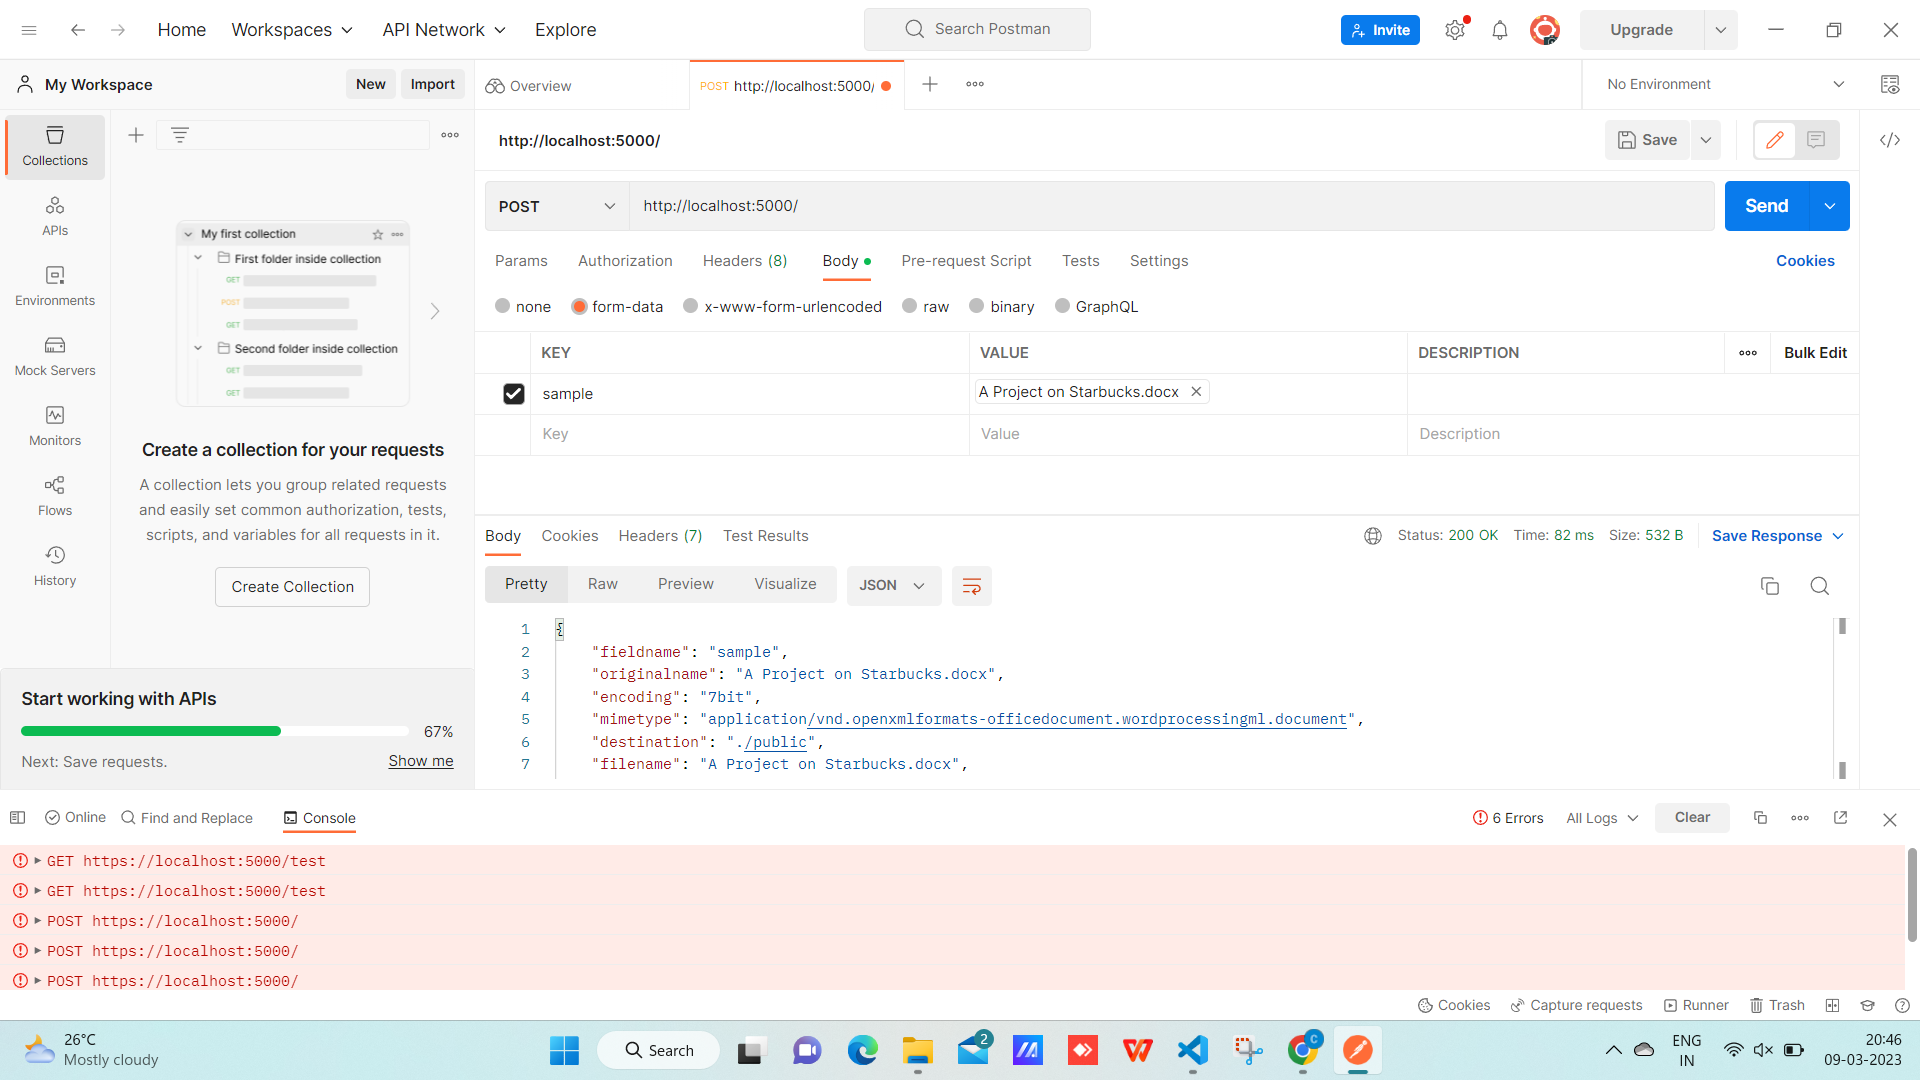 Home
Workspaces
API Network
Explore
Search Postman
Invite
Upgrade
My Workspace
New
Import
Overview
POST http://localhost:5000/
No Environment
Collections
APIs
Environments
Mock Servers
Monitors
Flows
History
My first collection
First folder inside collection
GET
POST
GET
Second folder inside collection
GET
GET
Create a collection for your requests
A collection lets you group related requests
and easily set common authorization, tests,
scripts, and variables for all requests in it.
Create Collection
Start working with APIs
67%
Next: Save requests.
Show me
http://localhost:5000/
Save
POST
http://localhost:5000/
Send
Params
Authorization
Headers (8)
Body
Pre-request Script
Tests
Settings
Cookies
none
form-data
x-www-form-urlencoded
raw
binary
GraphQL
KEY
VALUE
DESCRIPTION
Bulk Edit
sample
A Project on Starbucks.docx
Key
Value
Description
Body
Cookies
Headers (7)
Test Results
Status: 200 OK
Time: 82 ms
Size: 532 B
Save Response
Pretty
Raw
Preview
Visualize
JSON
1 {
2 "fieldname": "sample",
3 "originalname": "A Project on Starbucks.docx",
4 "encoding": "7bit",
5 "mimetype": "application/vnd.openxmlformats-officedocument.wordprocessingml.document",
6 "destination": "./public",
7 "filename": "A Project on Starbucks.docx",
Online
Find and Replace
Console
6 Errors
All Logs
Clear
GET https://localhost:5000/test
GET https://localhost:5000/test
POST https://localhost:5000/
POST https://localhost:5000/
POST https://localhost:5000/
Cookies
Capture requests
Runner
Trash
26°C
Mostly cloudy
Search
2
C
ENG
IN
20:46
09-03-2023